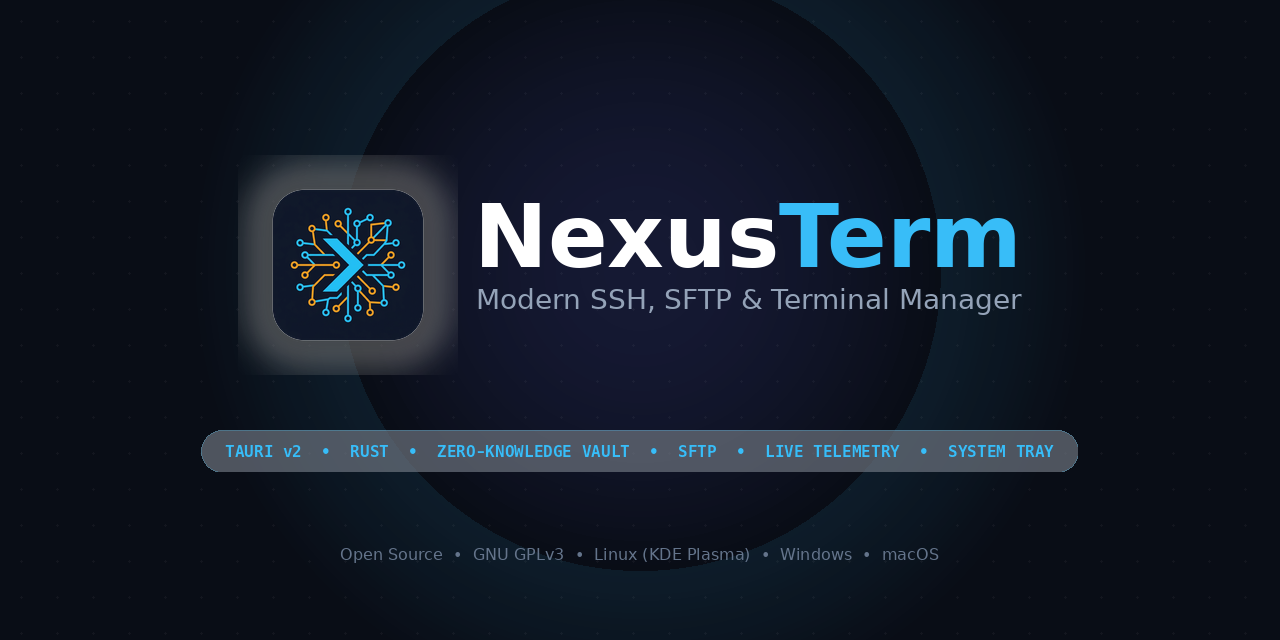 NexusTerm
Modern SSH, SFTP & Terminal Manager
TAURI v2 • RUST • ZERO-KNOWLEDGE VAULT • SFTP • LIVE TELEMETRY • SYSTEM TRAY
Open Source • GNU GPLv3 • Linux (KDE Plasma) • Windows • macOS